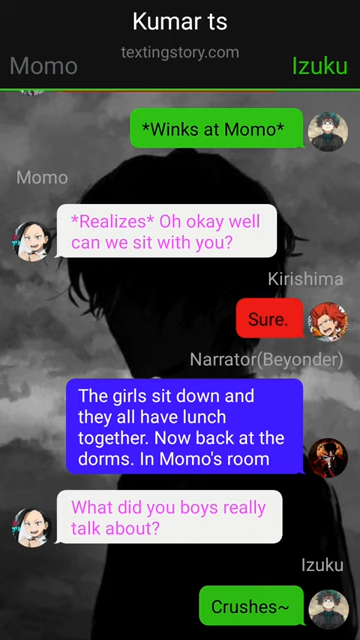 Kumar ts
textingstory.com
Momo
Izuku
*Winks at Momo*
Momo
*Realizes* Oh okay well
can we sit with you?
Kirishima
Sure.
Narrator(Beyonder)
The girls sit down and
they all have lunch
together. Now back at the
dorms. In Momo's room
What did you boys really
talk about?
Izuku
Crushes~